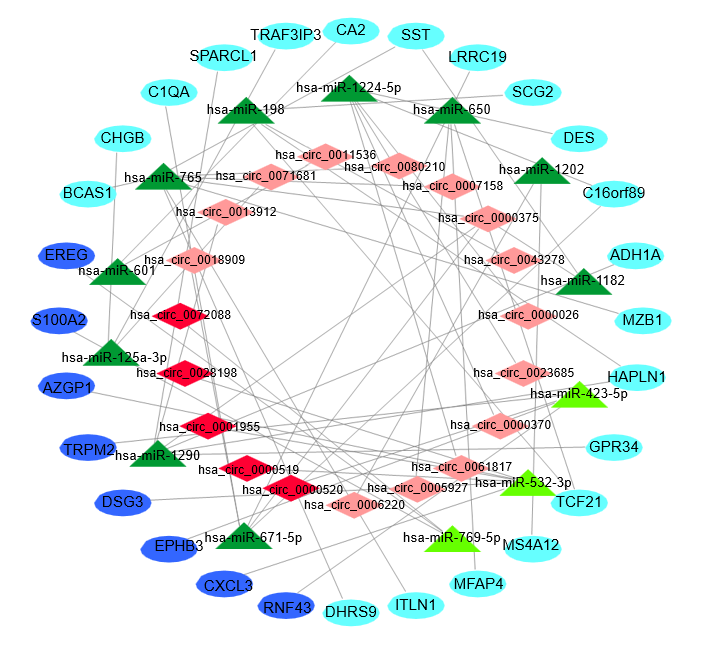 CA2
TRAF3IP3
SST
SPARCL1
LRRC19
hsa-miR-1224-5p
C1QA
SCG2
hsa-miR-198
hsa-miR-650
CHGB
DES
hsa_circ_0011536
hsa_circ_0080210
hsa-miR-1202
hsa_circ_0071681
hsa-miR-765
hsa_circ_0007158
BCAS1
C16orf89
hsa_circ_0013912
hsa_circ_0000375
EREG
ADH1A
hsa_circ_0018909
hsa_circ_0043278
hsa-miR-601
hsa-miR-1182
hsa_circ_0072088
hsa_circ_0000026
S100A2
MZB1
hsa-miR-125a-3p
hsa_circ_0028198
hsa_circ_0023685
HAPLN1
AZGP1
hsa-miR-423-5p
hsa_circ_0001955
hsa_circ_0000370
TRPM2
GPR34
hsa-miR-1290
hsa_circ_0000519
hsa_circ_0061817
hsa-miR-532-3p
hsa_circ_0000520
hsa_circ_0005927
DSG3
TCF21
hsa_circ_0006220
hsa-miR-671-5p
hsa-miR-769-5p
EPHB3
MS4A12
CXCL3
MFAP4
RNF43
ITLN1
DHRS9